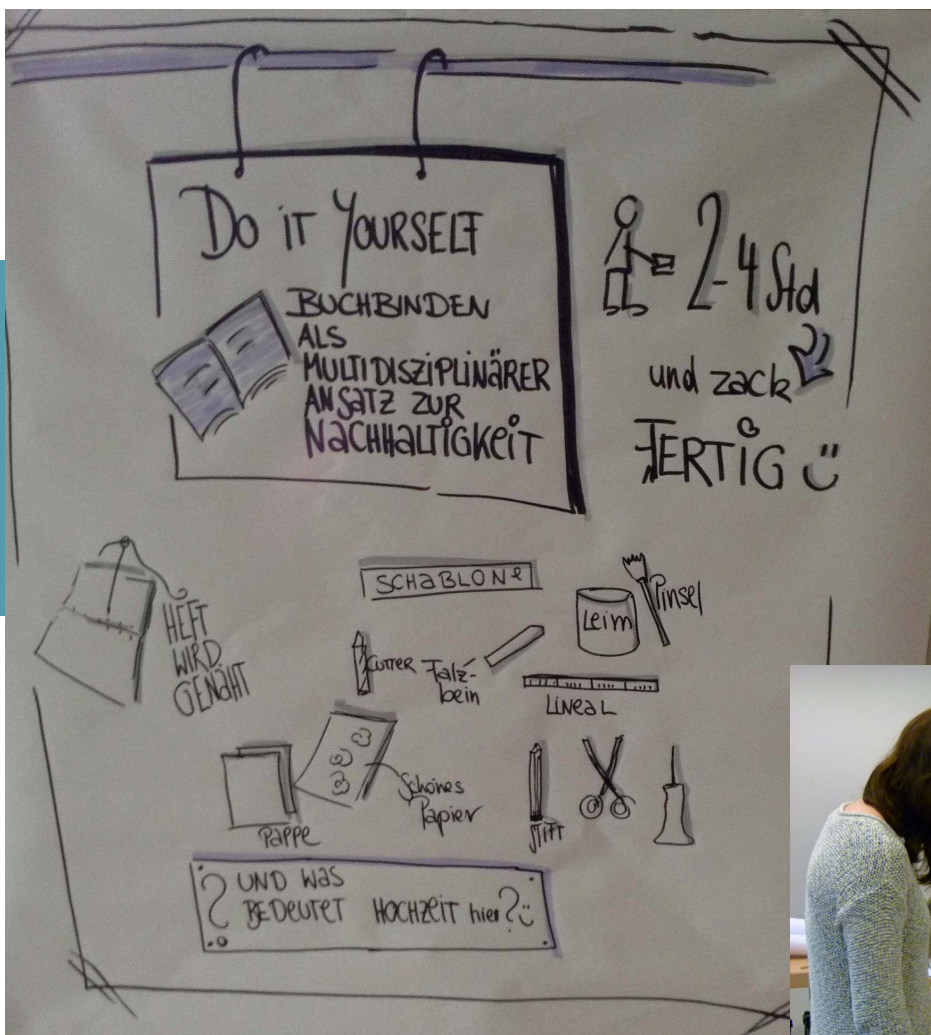 DO IT YOURSELF
BUCHBINDEN
ALS
MULTIDISZIPLINÄRER
ANSATZ ZUR
NACHHALTIGKEIT
2-4 Std
und zack
FERTIG
HEFT
WIRD
GENÄHT
SCHABLONE
Leim
Pinsel
CUTTER
Falz-
bein
LINEAL
Schönes
Papier
Pappe
STIFT
? UND WAS
BEDEUTET HOCHZEIT hier?